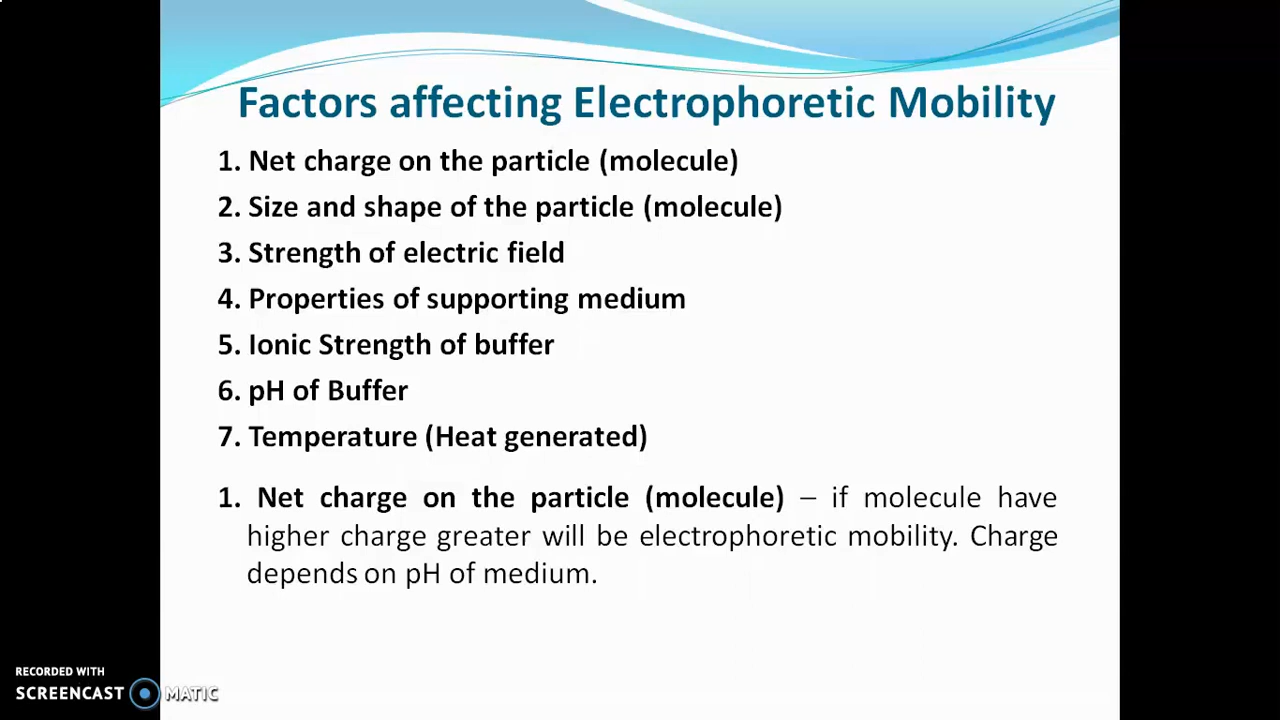 Factors affecting Electrophoretic Mobility
1. Net charge on the particle (molecule)
2. Size and shape of the particle (molecule)
3. Strength of electric field
4. Properties of supporting medium
5. Ionic Strength of buffer
6. pH of Buffer
7. Temperature (Heat generated)
1. Net charge on the particle (molecule) – if molecule have
higher charge greater will be electrophoretic mobility. Charge
depends on pH of medium.
RECORDED WITH
SCREENCAST MATIC